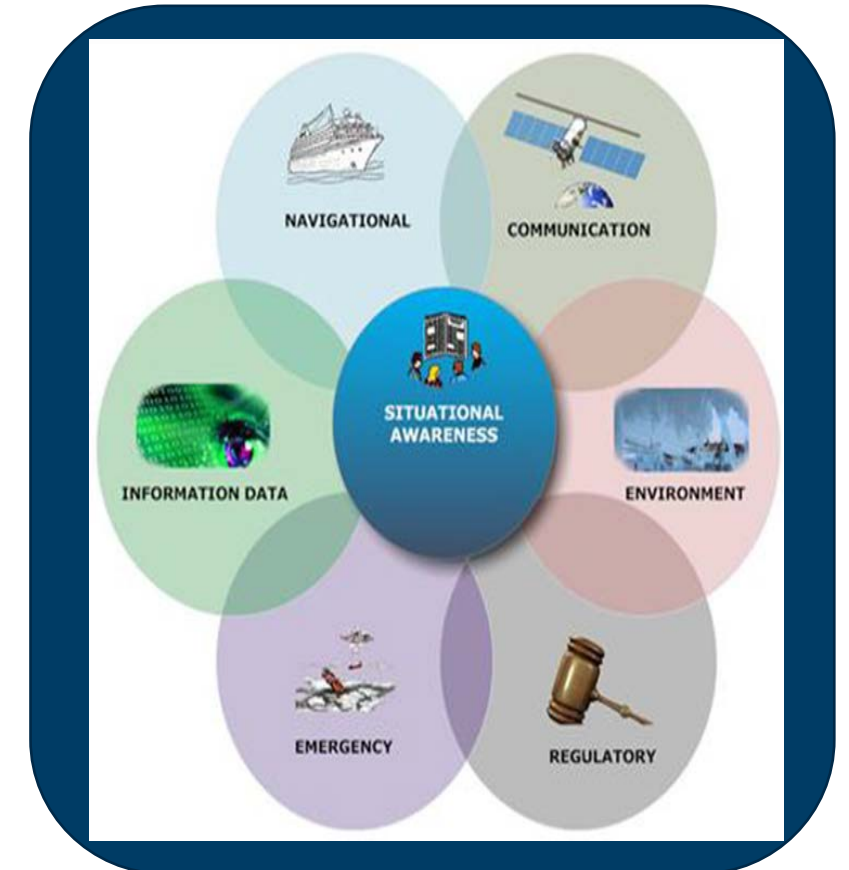 NAVIGATIONAL
COMMUNICATION
SITUATIONAL
AWARENESS
INFORMATION DATA
ENVIRONMENT
EMERGENCY
REGULATORY